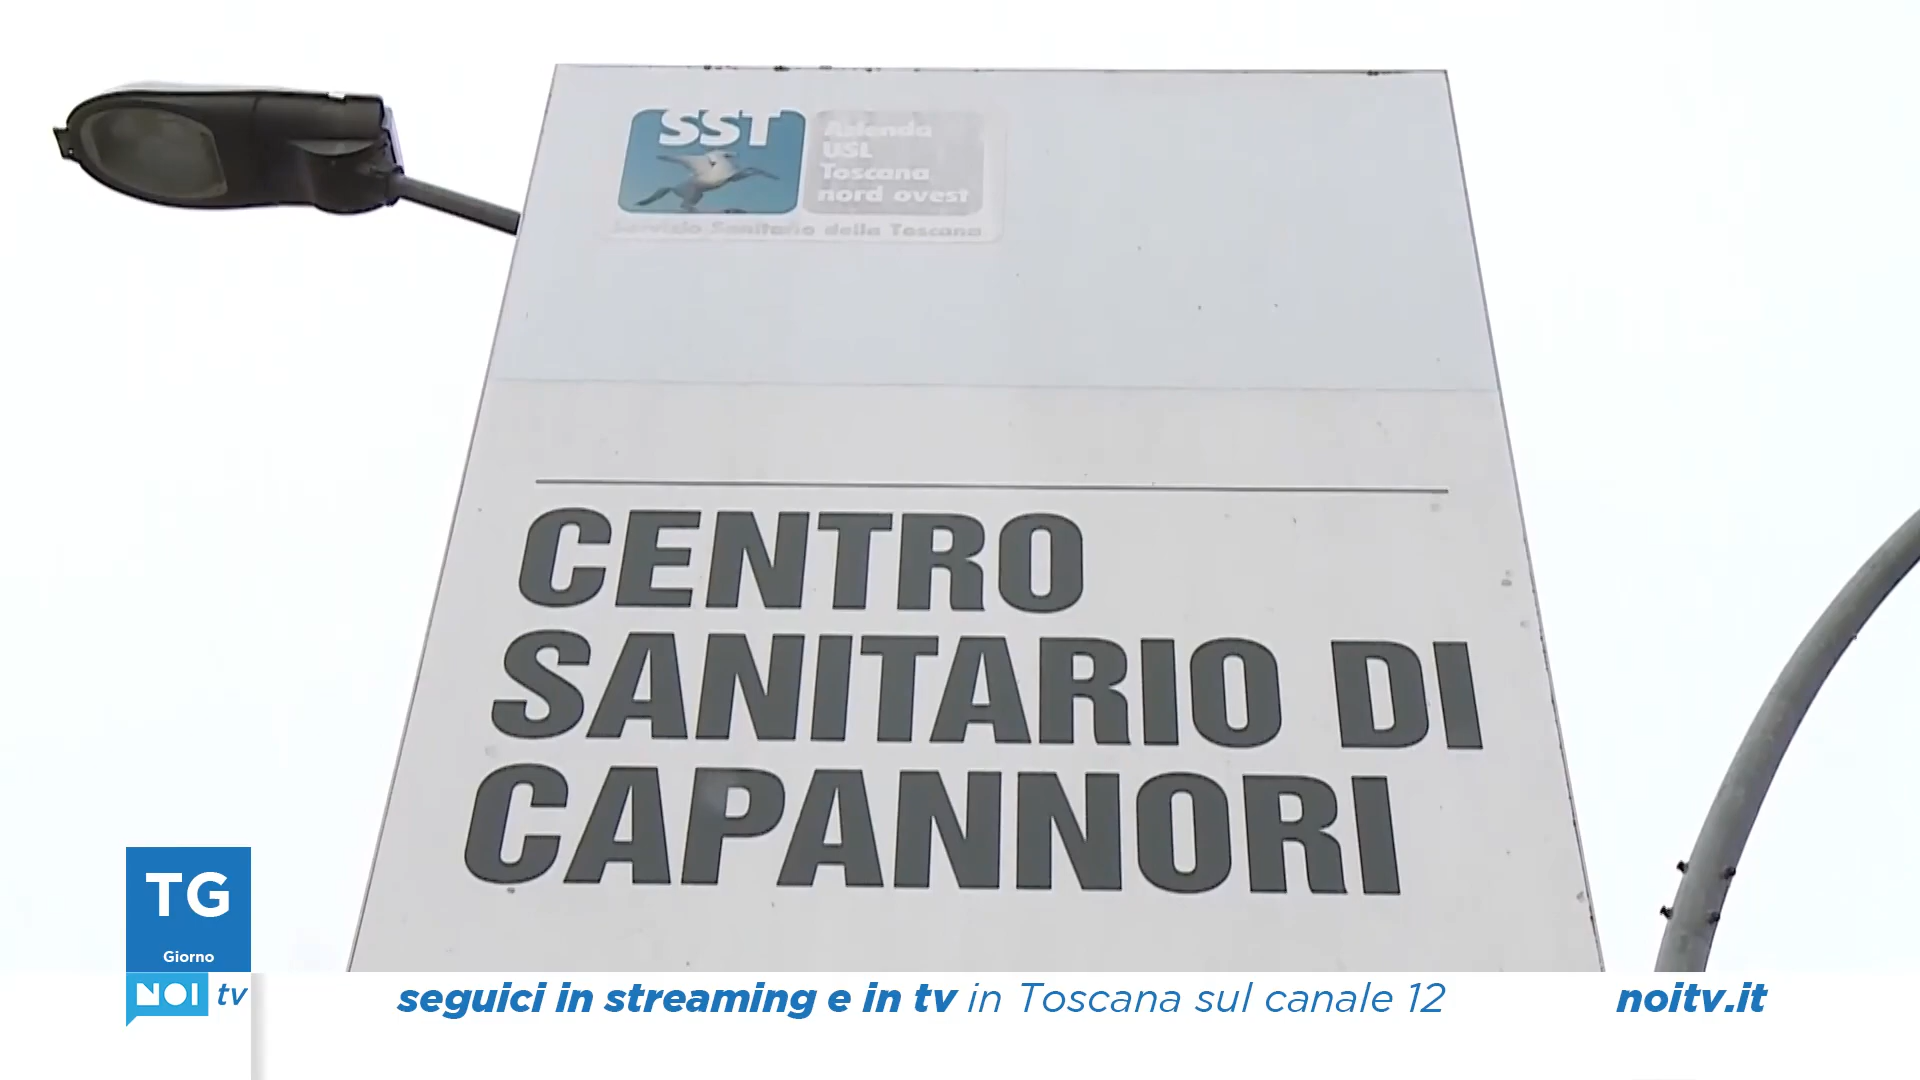 SST
Azienda
USL
Toscana
nord ovest
Servizio Sanitario della Toscana
CENTRO
SANITARIO DI
CAPANNORI
TG
Giorno
NOI tv
seguici in streaming e in tv in Toscana sul canale 12
noitv.it